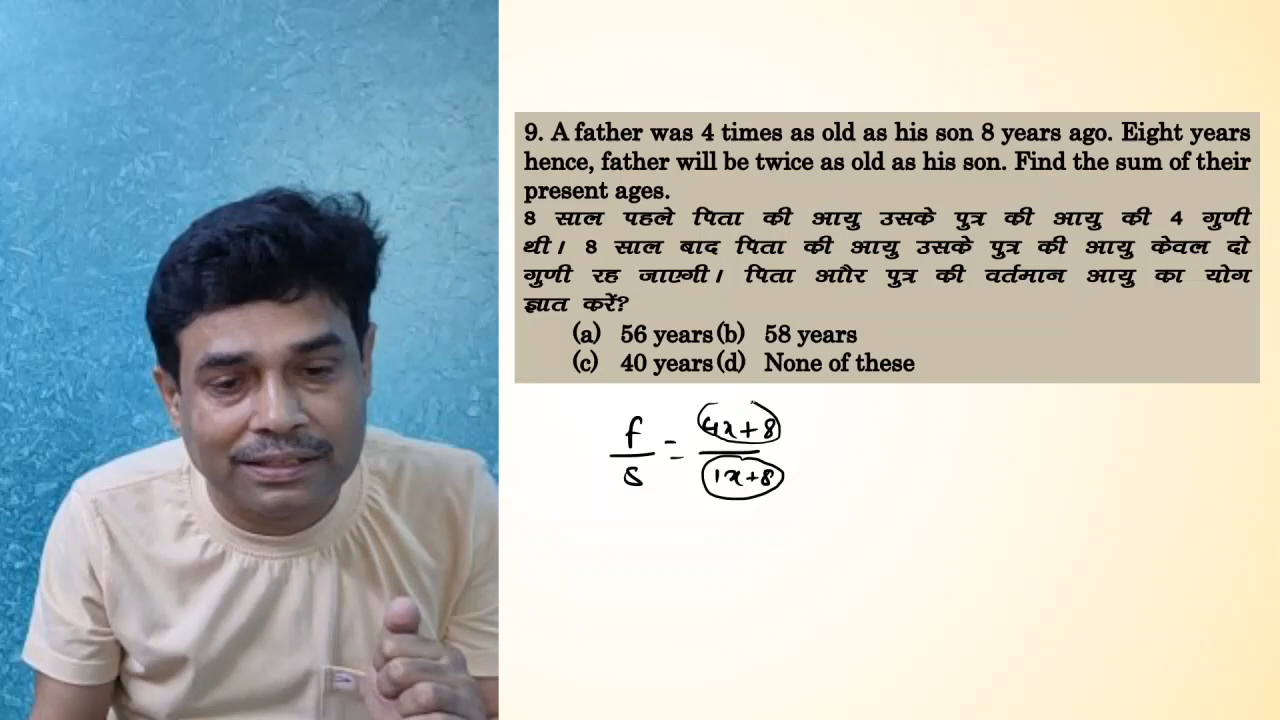 9. A father was 4 times as old as his son 8 years ago. Eight years
hence, father will be twice as old as his son. Find the sum of their
present ages.
8 साल पहले पिता की आयु उसके पुत्र की आयु की 4 गुणी
थी। 8 साल बाद पिता की आयु उसके पुत्र की आयु केवल दो
गुणी रह जाएगी। पिता औार पुत्र की वर्तमान आयु का योग
ज्ञात करें?
(a) 56 years (b) 58 years
(c) 40 years (d) None of these
f/s = 4x+8/1x+8